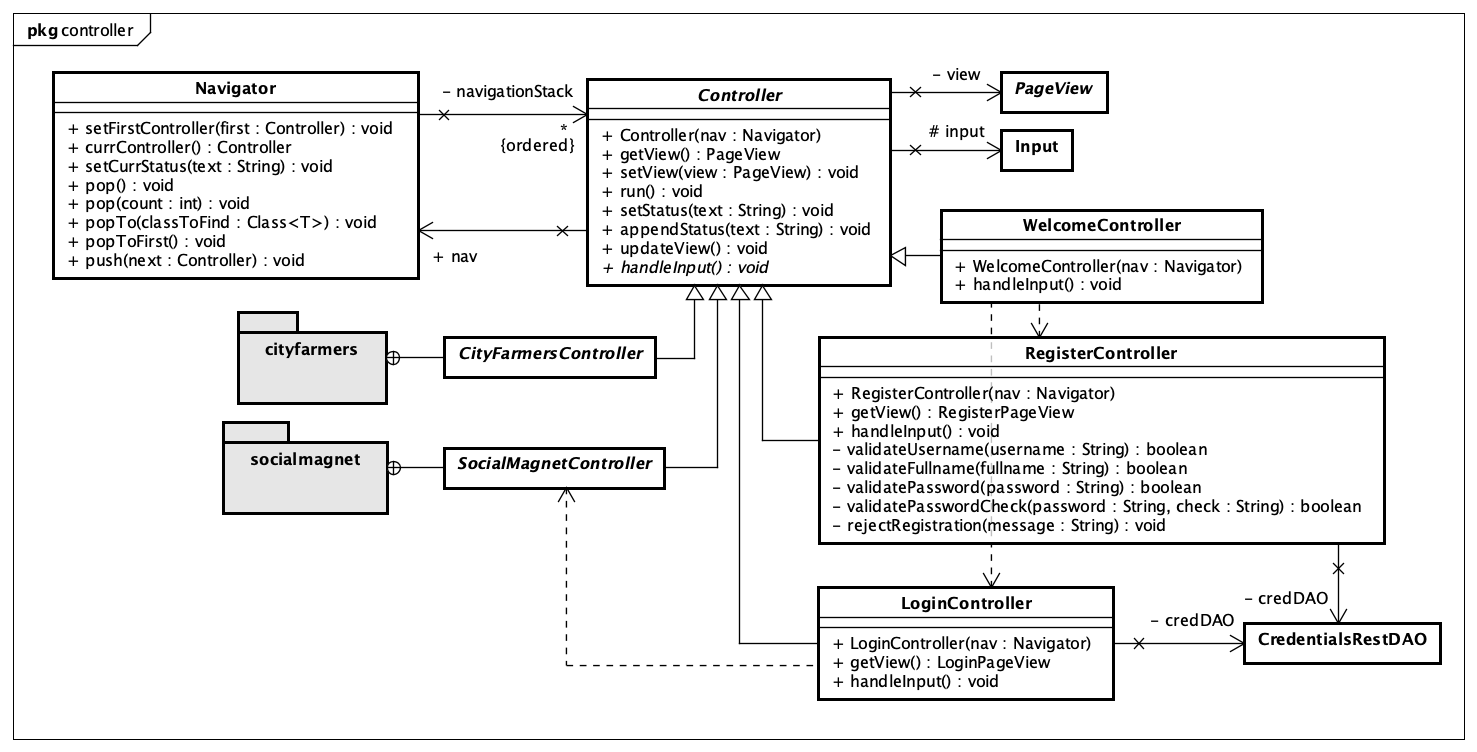 pkg controller
Navigator
+ setFirstController(first : Controller) : void
+ currController() : Controller
+ setCurrStatus(text : String) : void
+ pop() : void
+ pop(count : int) : void
+ popTo(classToFind : Class<T>) : void
+ popToFirst() : void
+ push(next : Controller) : void
- navigationStack
*
{ordered}
+ nav
Controller
+ Controller(nav : Navigator)
+ getView() : PageView
+ setView(view : PageView) : void
+ run() : void
+ setStatus(text : String) : void
+ appendStatus(text : String) : void
+ updateView() : void
+ handleInput() : void
- view
PageView
# input
Input
WelcomeController
+ WelcomeController(nav : Navigator)
+ handleInput() : void
cityfarmers
CityFarmersController
socialmagnet
SocialMagnetController
RegisterController
+ RegisterController(nav : Navigator)
+ getView() : RegisterPageView
+ handleInput() : void
- validateUsername(username : String) : boolean
- validateFullname(fullname : String) : boolean
- validatePassword(password : String) : boolean
- validatePasswordCheck(password : String, check : String) : boolean
- rejectRegistration(message : String) : void
LoginController
+ LoginController(nav : Navigator)
+ getView() : LoginPageView
+ handleInput() : void
- credDAO
- credDAO
CredentialsRestDAO